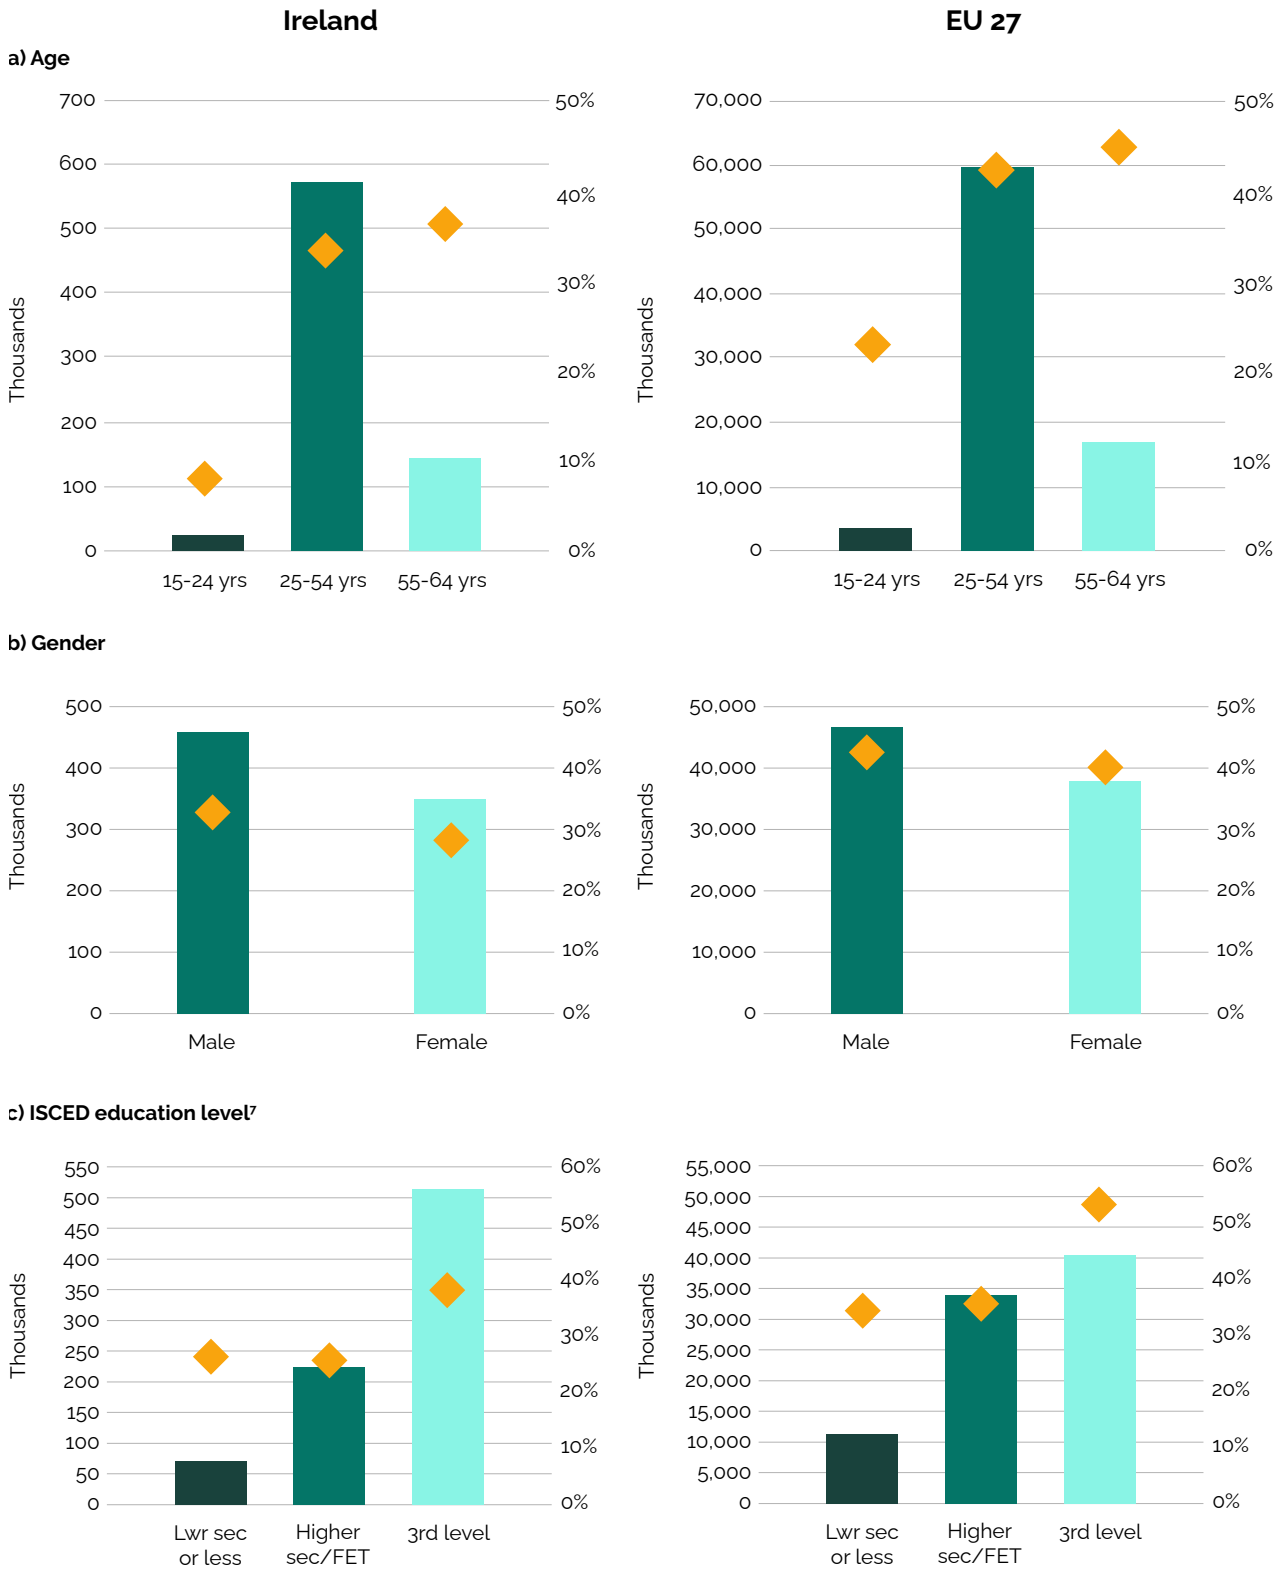 Ireland
EU 27
a) Age
700
600
500
400
300
200
100
0
Thousands
50%
40%
30%
20%
10%
0%
15-24 yrs
25-54 yrs
55-64 yrs
70,000
60,000
50,000
40,000
30,000
20,000
10,000
0
Thousands
50%
40%
30%
20%
10%
0%
15-24 yrs
25-54 yrs
55-64 yrs
b) Gender
500
400
300
200
100
0
Thousands
50%
40%
30%
20%
10%
0%
Male
Female
50,000
40,000
30,000
20,000
10,000
0
Thousands
50%
40%
30%
20%
10%
0%
Male
Female
c) ISCED education level⁷
550
500
450
400
350
300
250
200
150
100
50
0
Thousands
60%
50%
40%
30%
20%
10%
0%
Lwr sec
or less
Higher
sec/FET
3rd level
55,000
50,000
45,000
40,000
35,000
30,000
25,000
20,000
15,000
10,000
5,000
0
Thousands
60%
50%
40%
30%
20%
10%
0%
Lwr sec
or less
Higher
sec/FET
3rd level